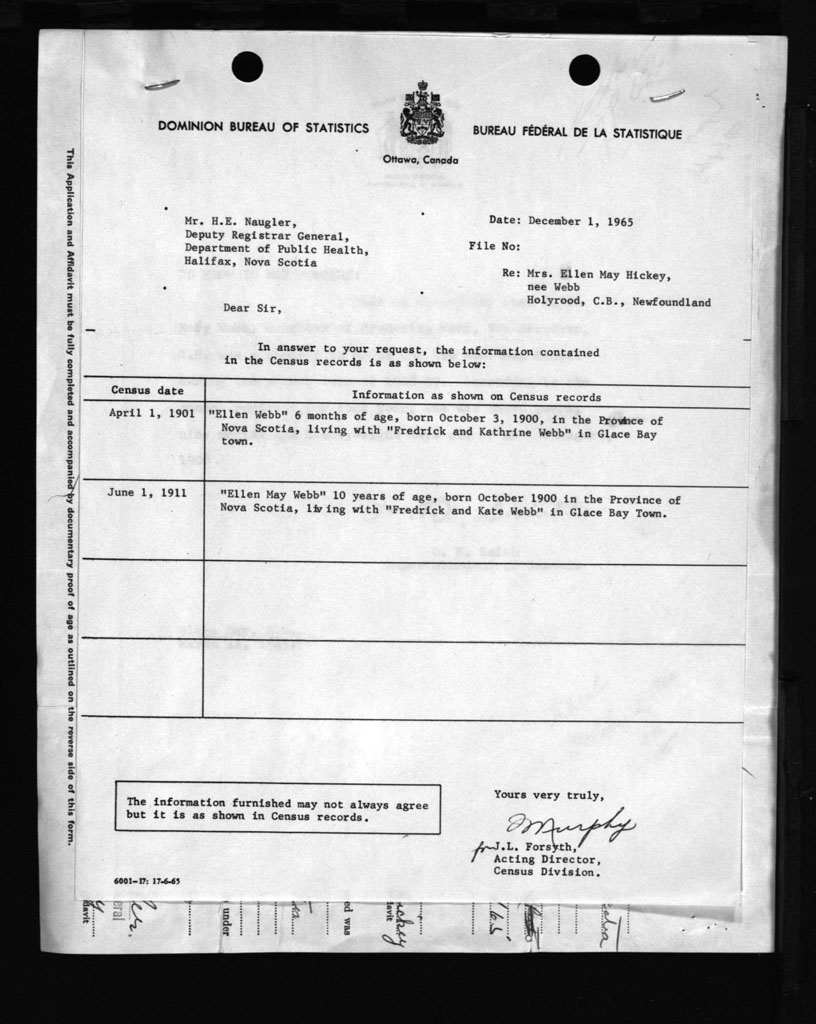 DOMINION BUREAU OF STATISTICS
BUREAU FÉDÉRAL DE LA STATISTIQUE
Ottawa, Canada
Mr. H.E. Naugler,
Deputy Registrar General,
Department of Public Health,
Halifax, Nova Scotia
Date: December 1, 1965
File No:
Re: Mrs. Ellen May Hickey,
nee Webb
Holyrood, C.B., Newfoundland
Dear Sir,
In answer to your request, the information contained
in the Census records is as shown below:
Census date
Information as shown on Census records
April 1, 1901
"Ellen Webb" 6 months of age, born October 3, 1900, in the Province of
Nova Scotia, living with "Fredrick and Kathrine Webb" in Glace Bay
town.
June 1, 1911
"Ellen May Webb" 10 years of age, born October 1900 in the Province of
Nova Scotia, living with "Fredrick and Kate Webb" in Glace Bay Town.
The information furnished may not always agree
but it is as shown in Census records.
Yours very truly,
Murphy
for J.L. Forsyth,
Acting Director,
Census Division.
6001-17: 17-6-65
This Application and Affidavit must be fully completed and accompanied by documentary proof of age as outlined on the reverse side of this form.
under
ed was